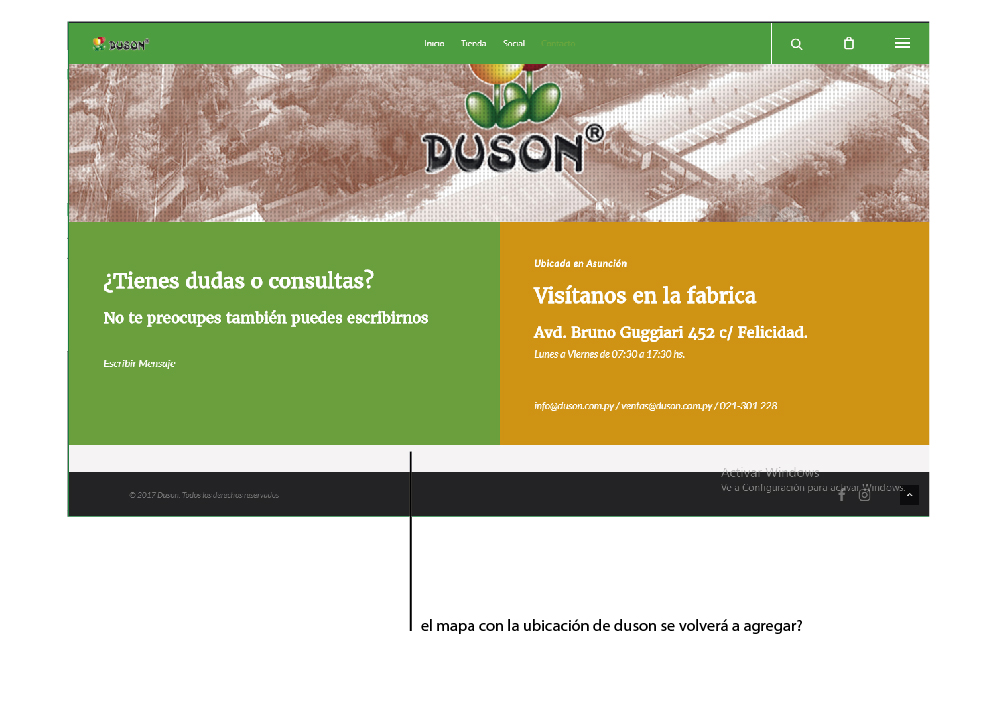 DUSON®
Inicio Tienda Social Contacto
DUSON®
¿Tienes dudas o consultas?
No te preocupes también puedes escribirnos
Escribir Mensaje
Ubicada en Asunción
Visítanos en la fabrica
Avd. Bruno Guggiari 452 c/ Felicidad.
Lunes a Viernes de 07:30 a 17:30 hs.
info@duson.com.py / ventas@duson.com.py / 021-301 228
Activar Windows
Ve a Configuración para activar Windows.
© 2017 Duson. Todos los derechos reservados
el mapa con la ubicación de duson se volverá a agregar?